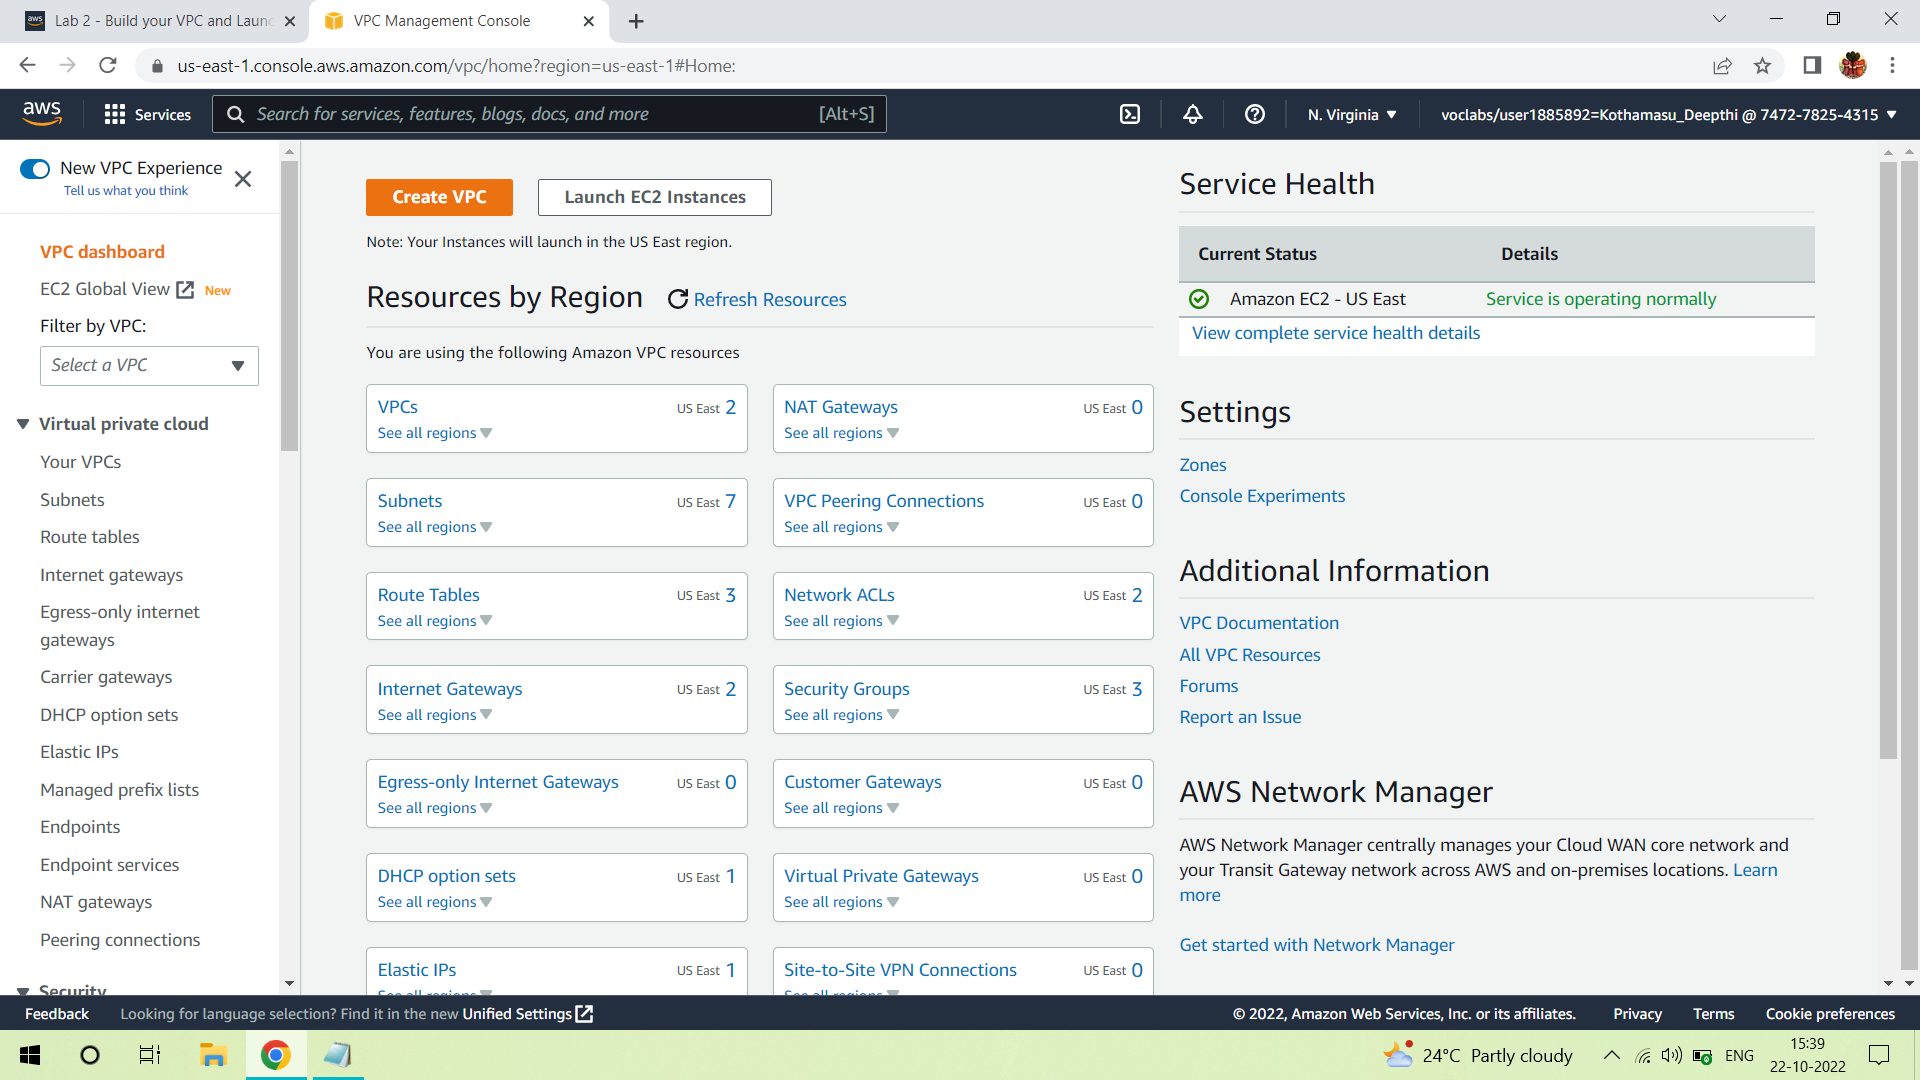 aws Lab 2 - Build your VPC and Laun
VPC Management Console
us-east-1.console.aws.amazon.com/vpc/home?region=us-east-1#Home:
aws
Services
Search for services, features, blogs, docs, and more [Alt+S]
N. Virginia
voclabs/user1885892=Kothamasu_Deepthi @ 7472-7825-4315
New VPC Experience
Tell us what you think
VPC dashboard
EC2 Global View New
Filter by VPC:
Select a VPC
Virtual private cloud
Your VPCs
Subnets
Route tables
Internet gateways
Egress-only internet
gateways
Carrier gateways
DHCP option sets
Elastic IPs
Managed prefix lists
Endpoints
Endpoint services
NAT gateways
Peering connections
Security
Create VPC
Launch EC2 Instances
Note: Your Instances will launch in the US East region.
Resources by Region
Refresh Resources
You are using the following Amazon VPC resources
VPCs US East 2
See all regions
NAT Gateways US East 0
See all regions
Subnets US East 7
See all regions
VPC Peering Connections US East 0
See all regions
Route Tables US East 3
See all regions
Network ACLs US East 2
See all regions
Internet Gateways US East 2
See all regions
Security Groups US East 3
See all regions
Egress-only Internet Gateways US East 0
See all regions
Customer Gateways US East 0
See all regions
DHCP option sets US East 1
See all regions
Virtual Private Gateways US East 0
See all regions
Elastic IPs US East 1
See all regions
Site-to-Site VPN Connections US East 0
See all regions
Service Health
Current Status Details
Amazon EC2 - US East Service is operating normally
View complete service health details
Settings
Zones
Console Experiments
Additional Information
VPC Documentation
All VPC Resources
Forums
Report an Issue
AWS Network Manager
AWS Network Manager centrally manages your Cloud WAN core network and
your Transit Gateway network across AWS and on-premises locations. Learn
more
Get started with Network Manager
Feedback
Looking for language selection? Find it in the new Unified Settings
© 2022, Amazon Web Services, Inc. or its affiliates.
Privacy
Terms
Cookie preferences
24°C Partly cloudy
ENG
15:39
22-10-2022